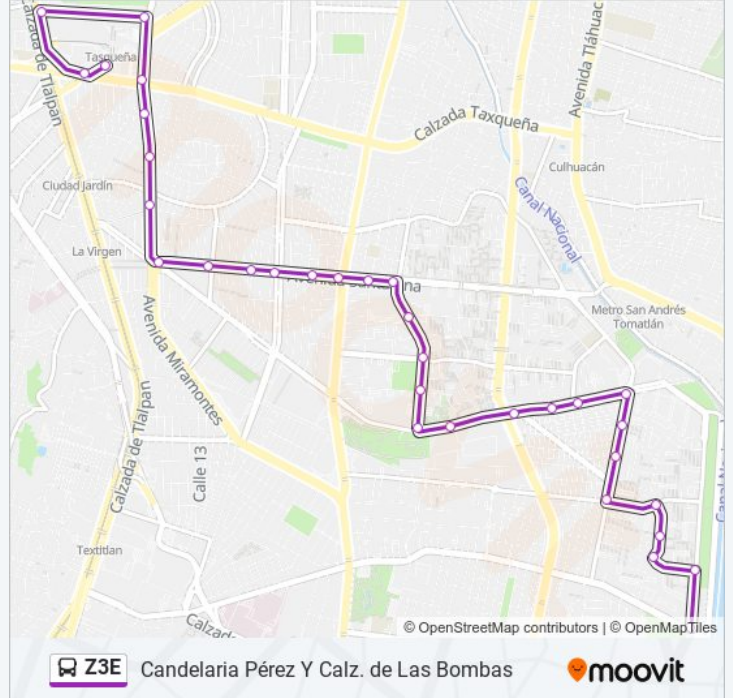 Calzada de Tlalpan
Tasqueña
Avenida Tláhuac
Calzada Taxqueña
Culhuacán
Ciudad Jardín
Canal Nacional
La Virgen
Metro San Andrés
Tomatlán
Avenida Miramontes
Calzada de Tlalpan
Calle 13
Textitlan
© OpenStreetMap contributors | © OpenMapTiles
Z3E Candelaria Pérez Y Calz. de Las Bombas
moovit